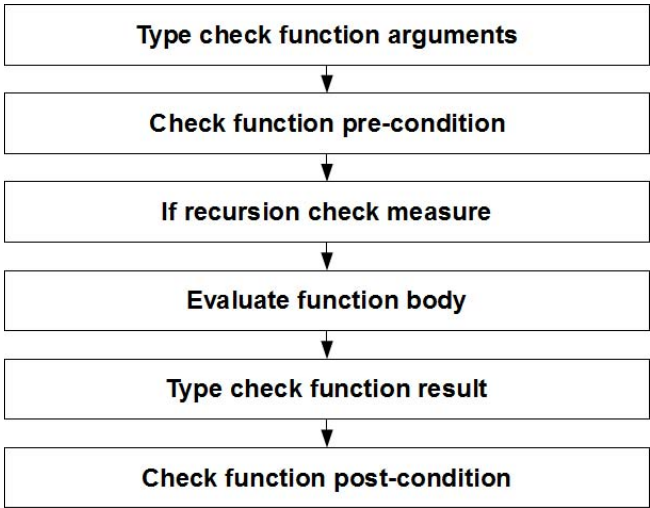 Type check function arguments
Check function pre-condition
If recursion check measure
Evaluate function body
Type check function result
Check function post-condition